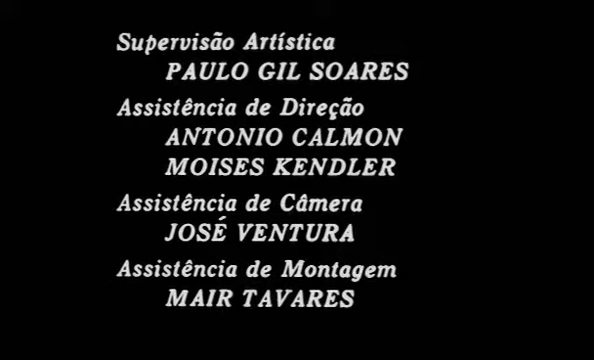 Supervisão Artística
PAULO GIL SOARES
Assistência de Direção
ANTONIO CALMON
MOISES KENDLER
Assistência de Câmera
JOSÉ VENTURA
Assistência de Montagem
MAIR TAVARES